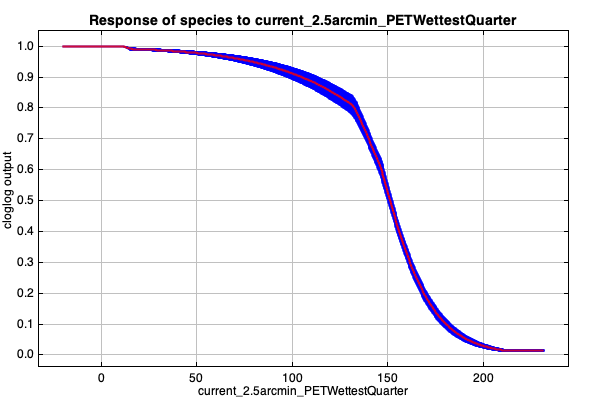 Response of species to current_2.5arcmin_PETWettestQuarter
1.0
0.9
0.8
0.7
0.6
0.5
0.4
0.3
0.2
0.1
0.0
cloglog output
0 50 100 150 200
current_2.5arcmin_PETWettestQuarter